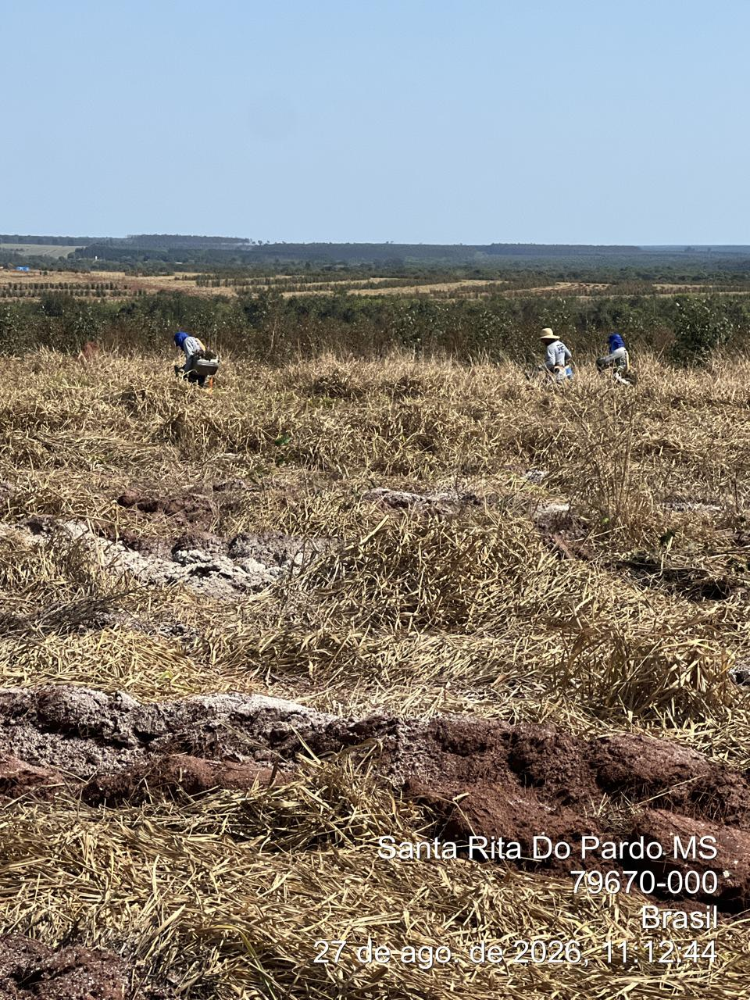 Santa Rita Do Pardo MS
79670-000
Brasil
27 de ago. de 2026, 11:12:44